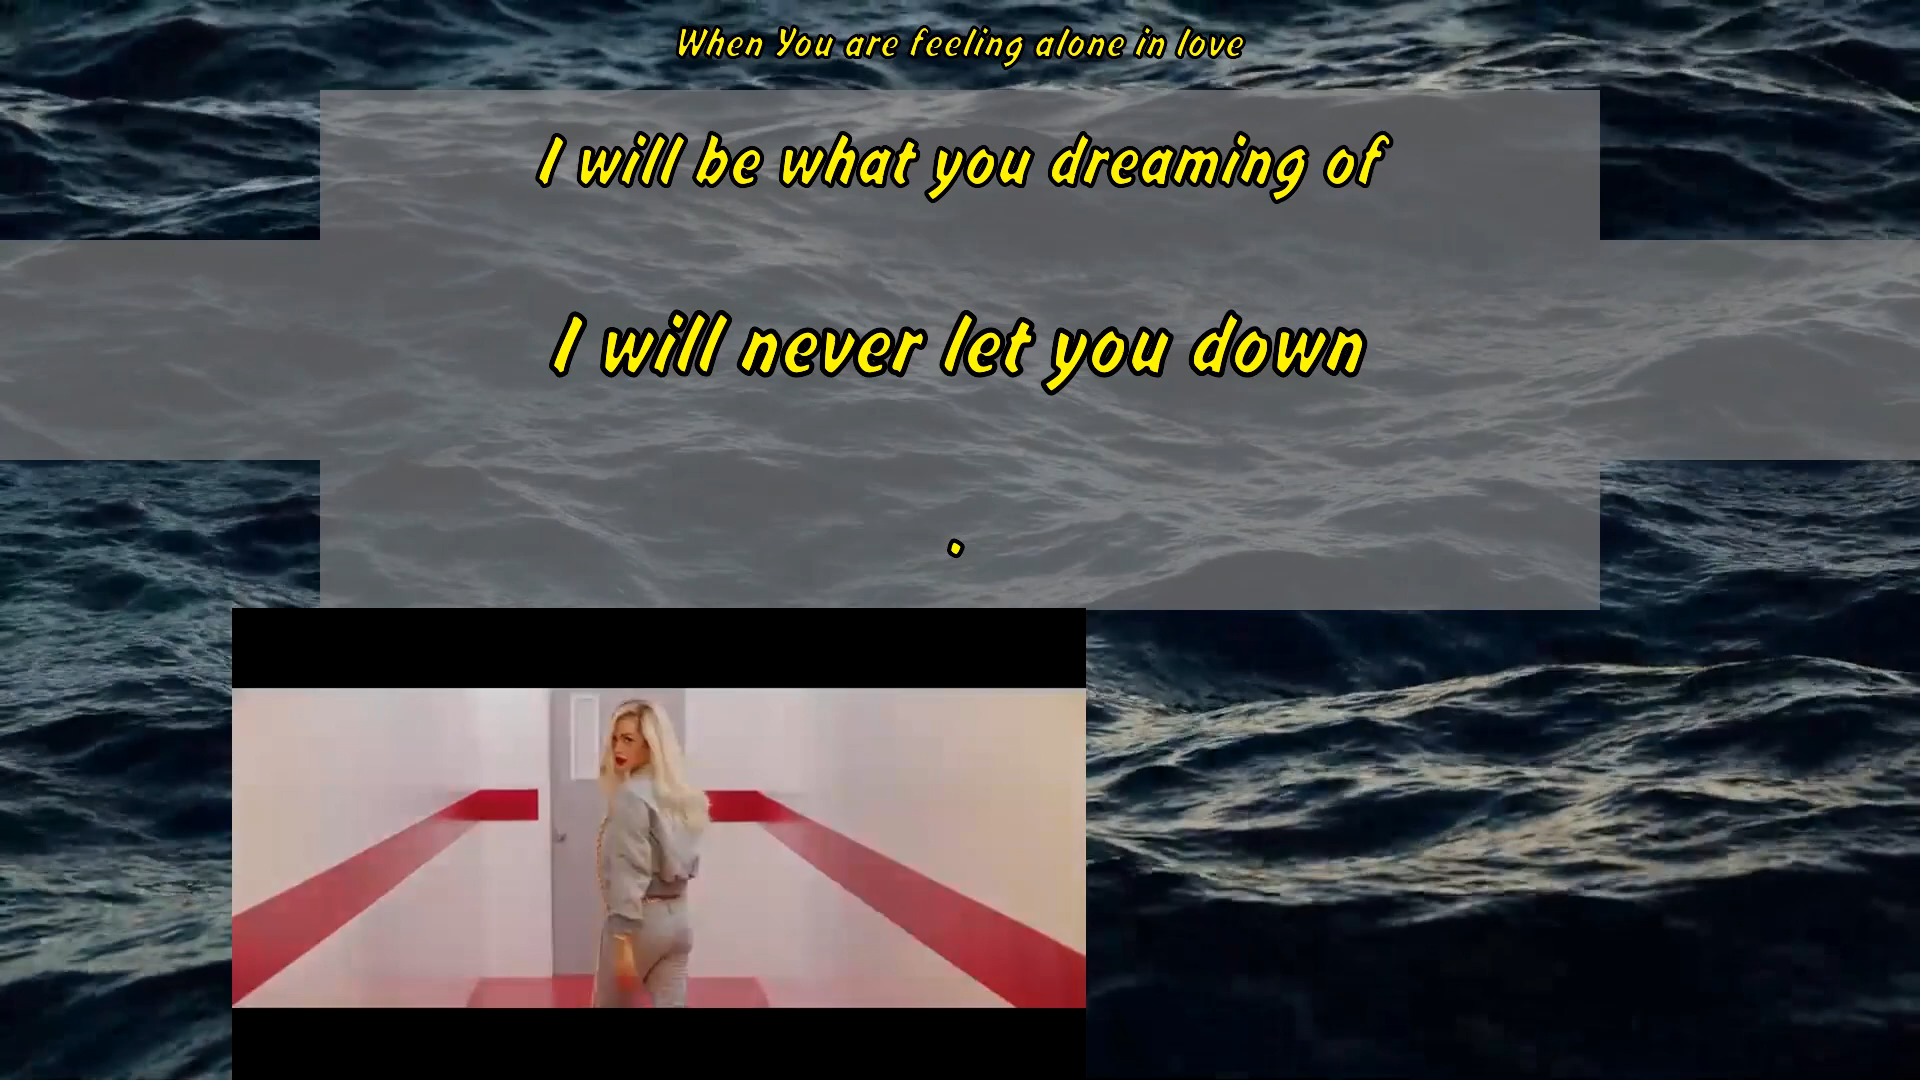 When You are feeling alone in love
I will be what you dreaming of
I will never let you down
.